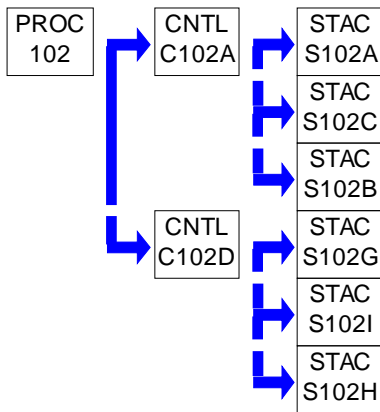 PROC
102
CNTL
C102A
STAC
S102A
STAC
S102C
STAC
S102B
CNTL
C102D
STAC
S102G
STAC
S102I
STAC
S102H